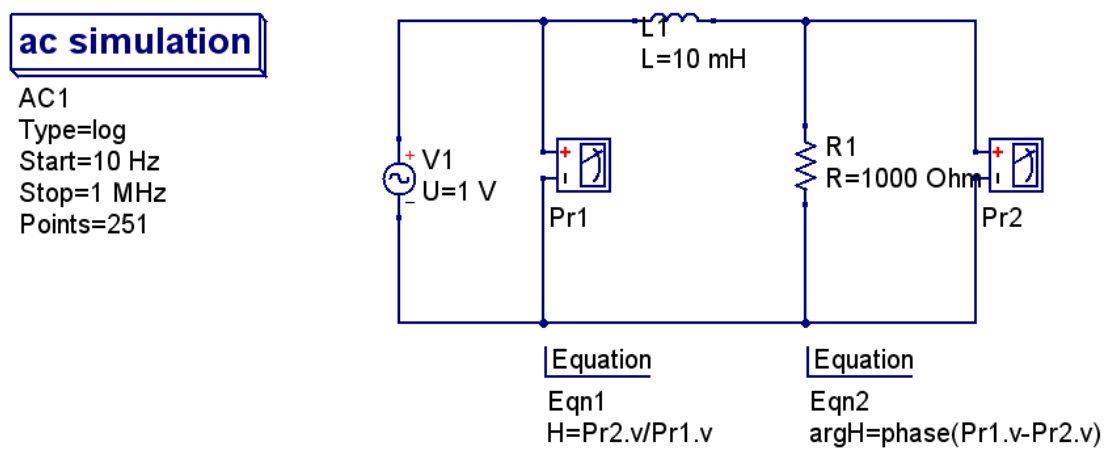 ac simulation
AC1
Type=log
Start=10 Hz
Stop=1 MHz
Points=251
L1
L=10 mH
+
V1
U=1 V
−
+
Pr1
R1
R=1000 Ohm
+
Pr2
Equation
Eqn1
H=Pr2.v/Pr1.v
Equation
Eqn2
argH=phase(Pr1.v-Pr2.v)